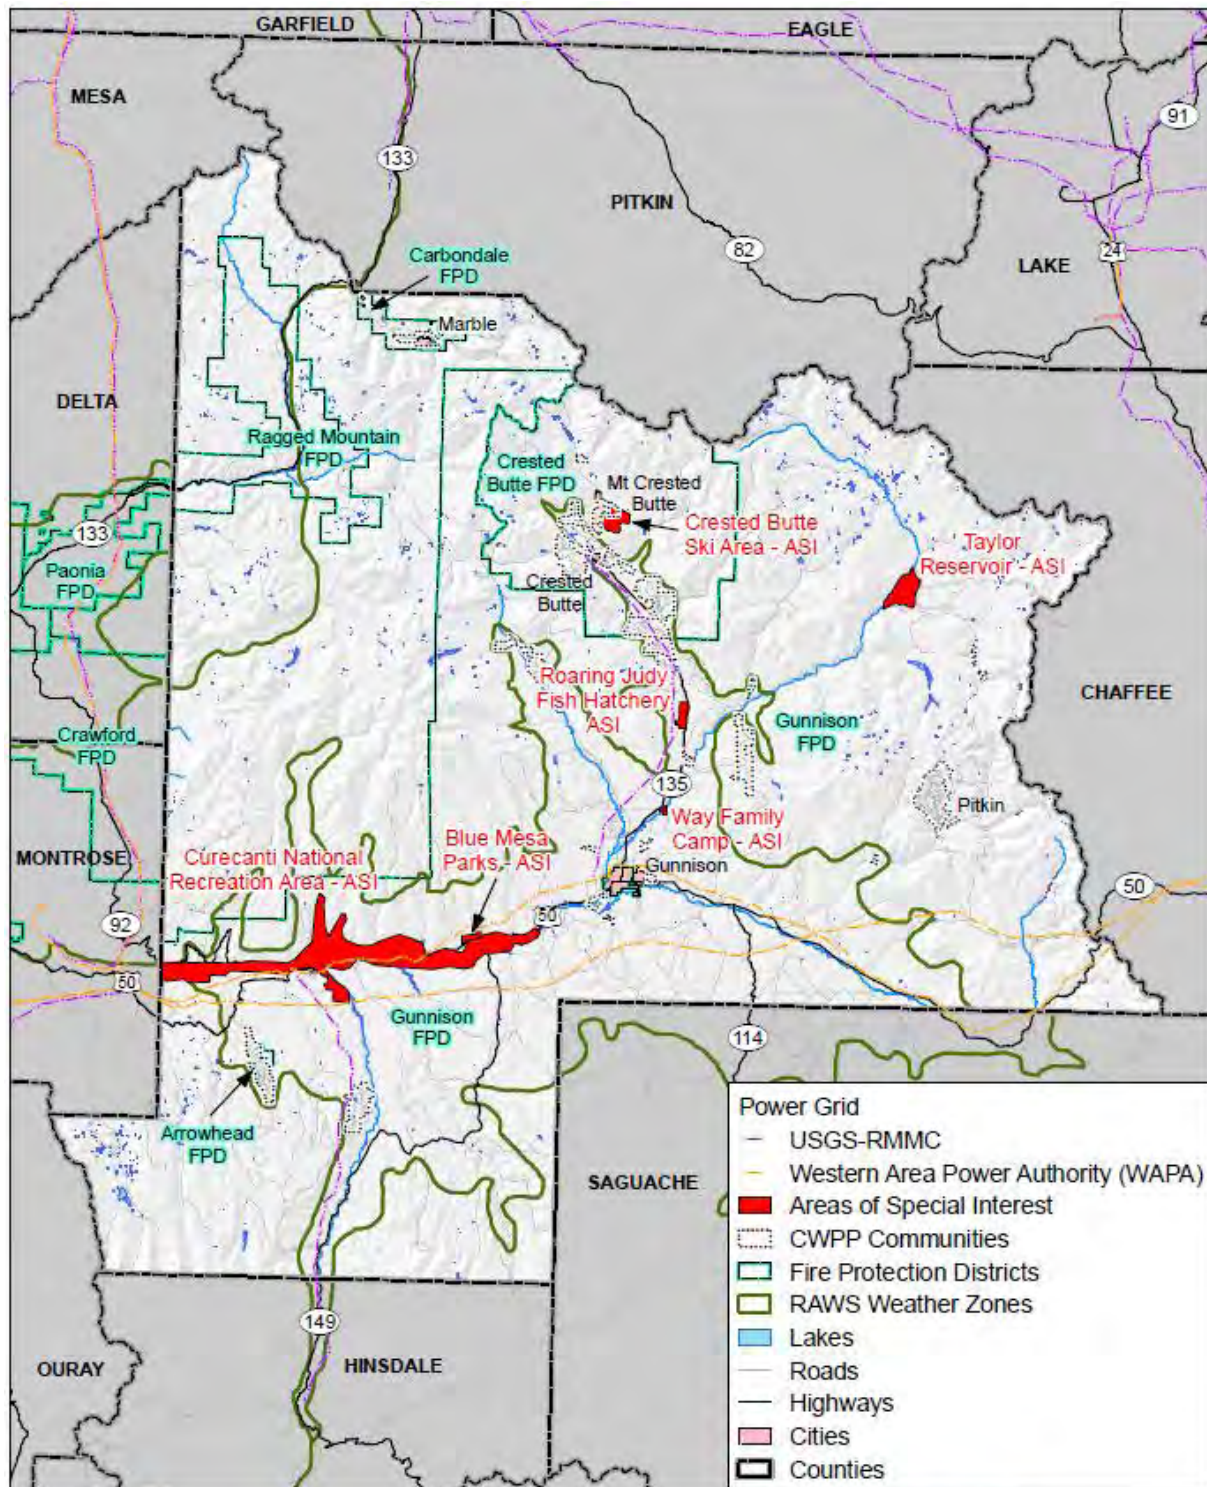 GARFIELD
EAGLE
MESA
91
133
PITKIN
82
24
LAKE
Carbondale
FPD
Marble
DELTA
Ragged Mountain
FPD
Crested
Butte FPD
Mt Crested
Butte
Crested Butte
Ski Area - ASI
Taylor
Reservoir - ASI
133
Paonia
FPD
Crested
Butte
Roaring Judy
Fish Hatchery
ASI
CHAFFEE
Gunnison
FPD
Crawford
FPD
135
Pitkin
Way Family
Camp - ASI
Blue Mesa
Parks - ASI
MONTROSE
Curecanti National
Recreation Area - ASI
Gunnison
50
92
50
50
Gunnison
FPD
114
Arrowhead
FPD
SAGUACHE
149
OURAY
HINSDALE
Power Grid
USGS-RMMC
Western Area Power Authority (WAPA)
Areas of Special Interest
CWPP Communities
Fire Protection Districts
RAWS Weather Zones
Lakes
Roads
Highways
Cities
Counties